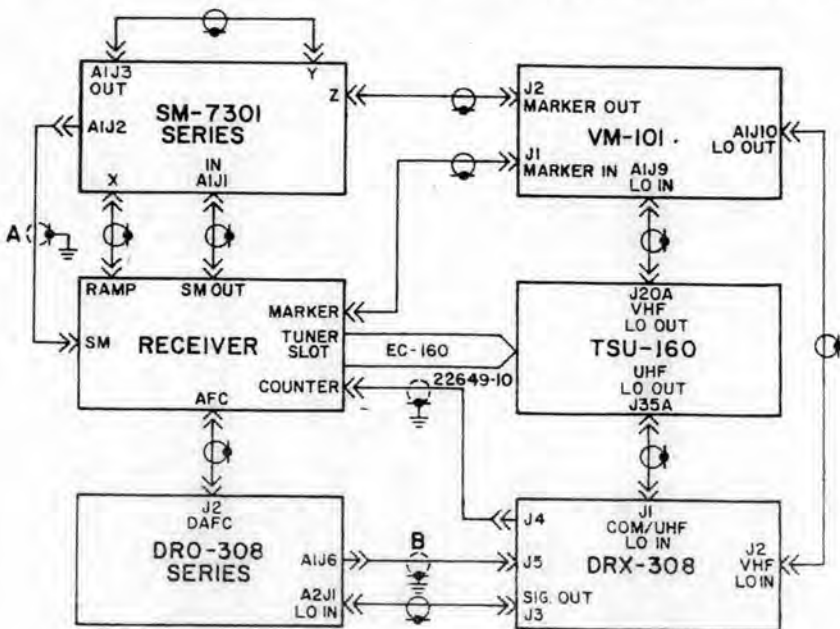 A1J3
OUT
Y
A1J2
SM-7301
SERIES
Z
IN
A1J1
X
J2
MARKER OUT
VM-101
A1J10
LO OUT
J1
MARKER IN
A1J9
LO IN
A
RAMP
SM OUT
MARKER
SM
RECEIVER
TUNER
SLOT
COUNTER
AFC
EC-160
22649-10
J20A
VHF
LO OUT
TSU-160
UHF
LO OUT
J35A
J2
DAFC
DRO-308
SERIES
A1J6
A2J1
LO IN
B
J4
J1
COM/UHF
LO IN
J5
DRX-308
J2
VHF
LO IN
SIG. OUT
J3